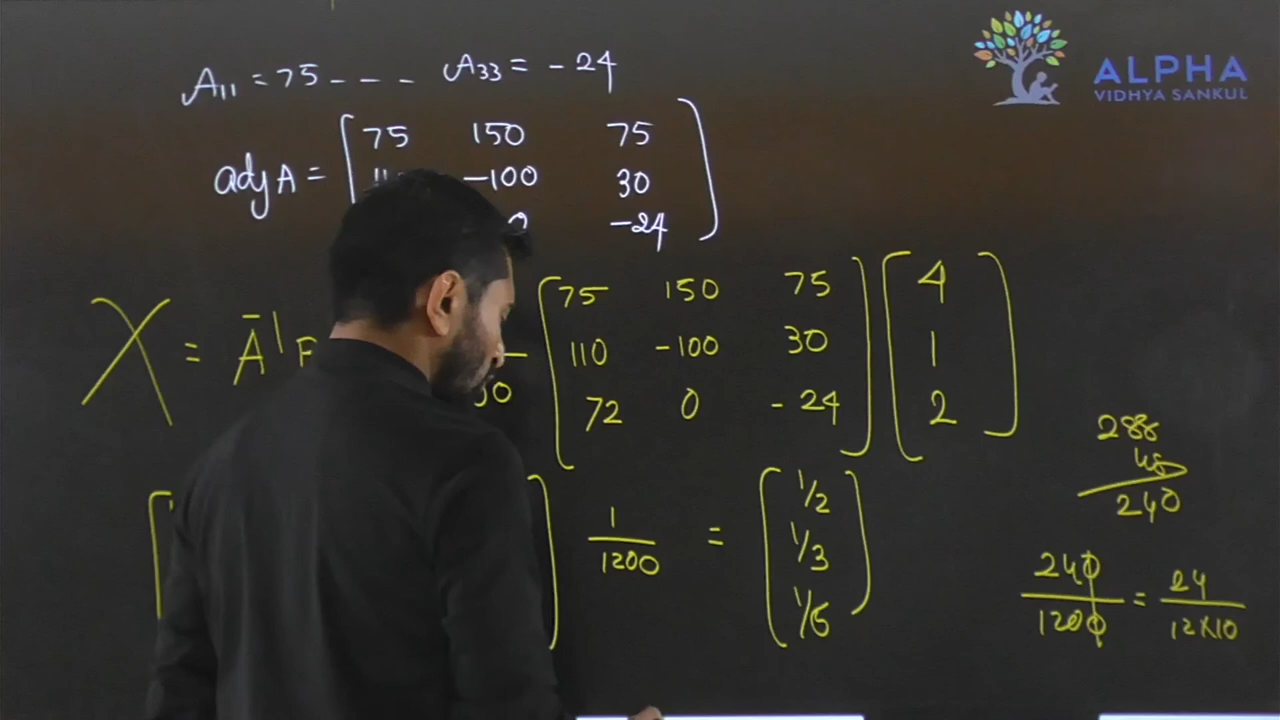 A₁₁ = 75 - - - A₃₃ = -24
ALPHA
VIDHYA SANKUL
adj A = [ 75 150 75
-100 30
0 -24 ]
X = A⁻¹ [ 75 150 75 ] [ 4 ]
110 -100 30 1
72 0 -24 2
288
48
240
[ ] 1/1200 = [ 1/2
1/3
1/5 ]
240/1200 = 24/12×10